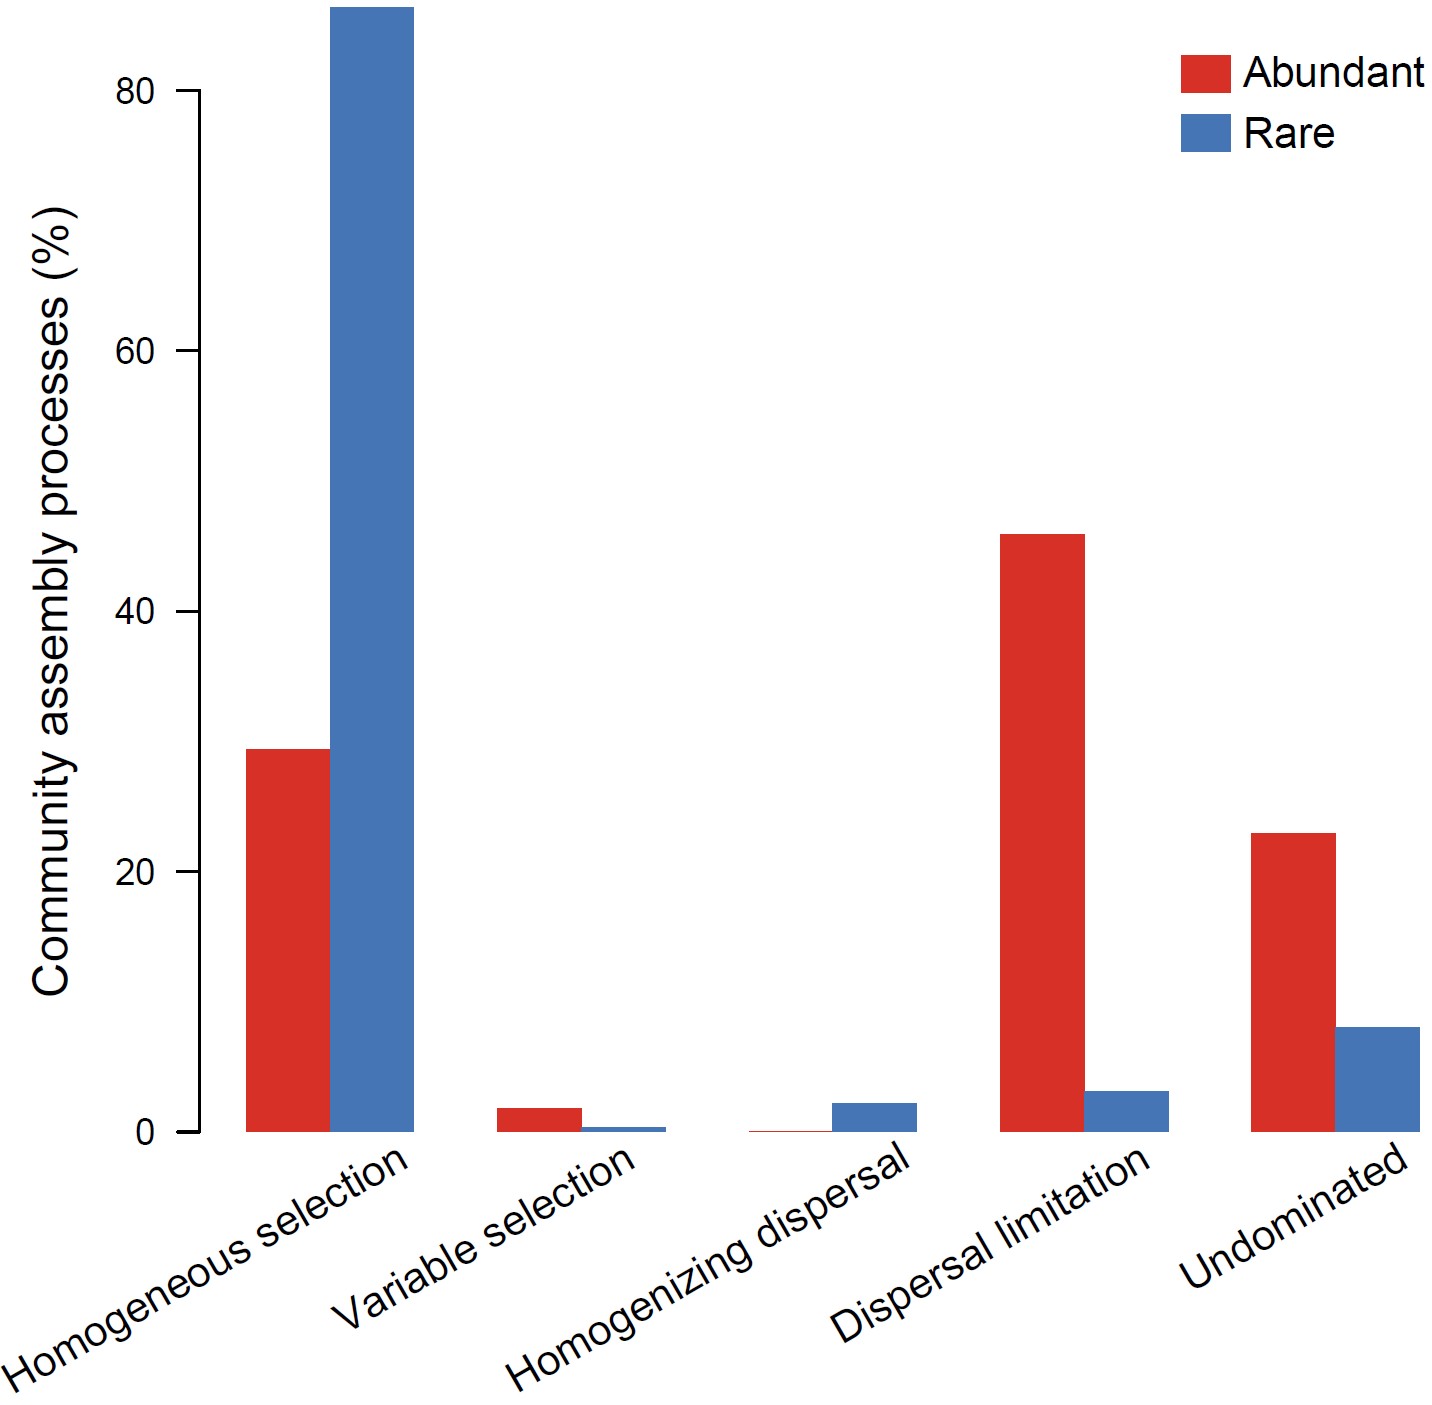 Abundant
Rare
Community assembly processes (%)
80
60
40
20
0
Homogeneous selection
Variable selection
Homogenizing dispersal
Dispersal limitation
Undominated